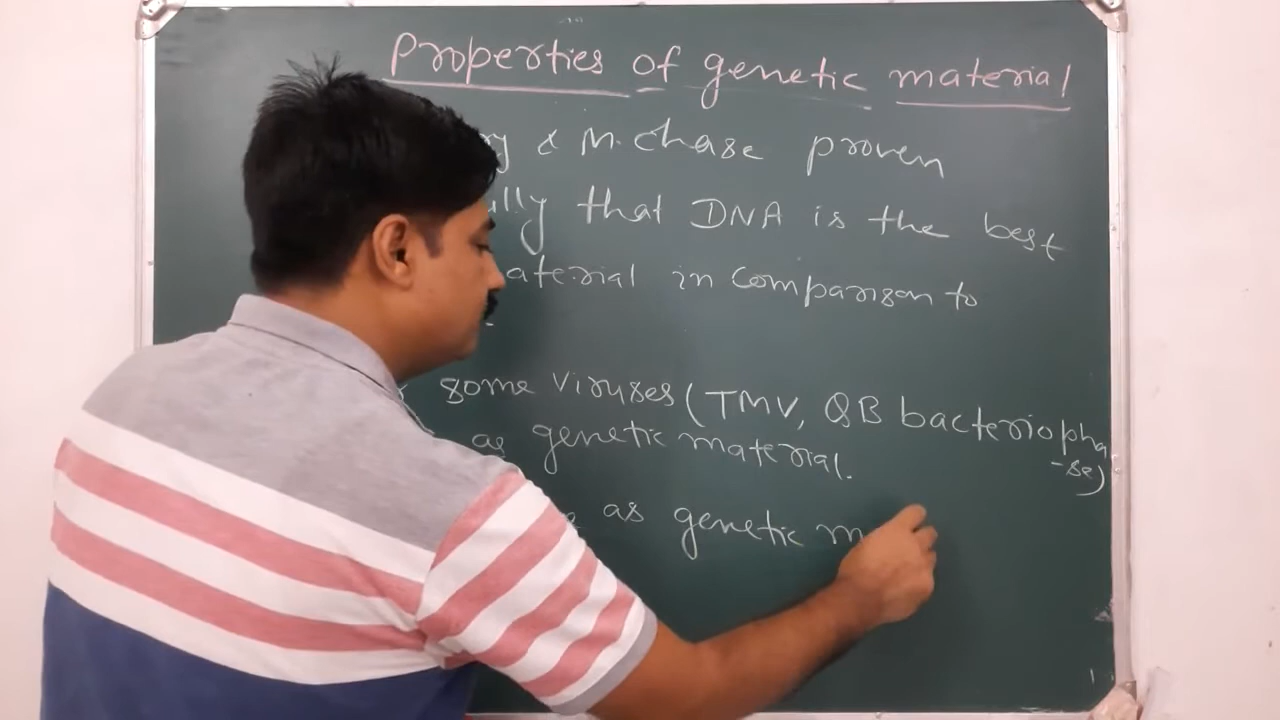 Properties of genetic material
& M. Chase proven
that DNA is the best
aterial in comparison to
some viruses (TMV, QB bacteriopha
-se)
as genetic material.
as genetic m